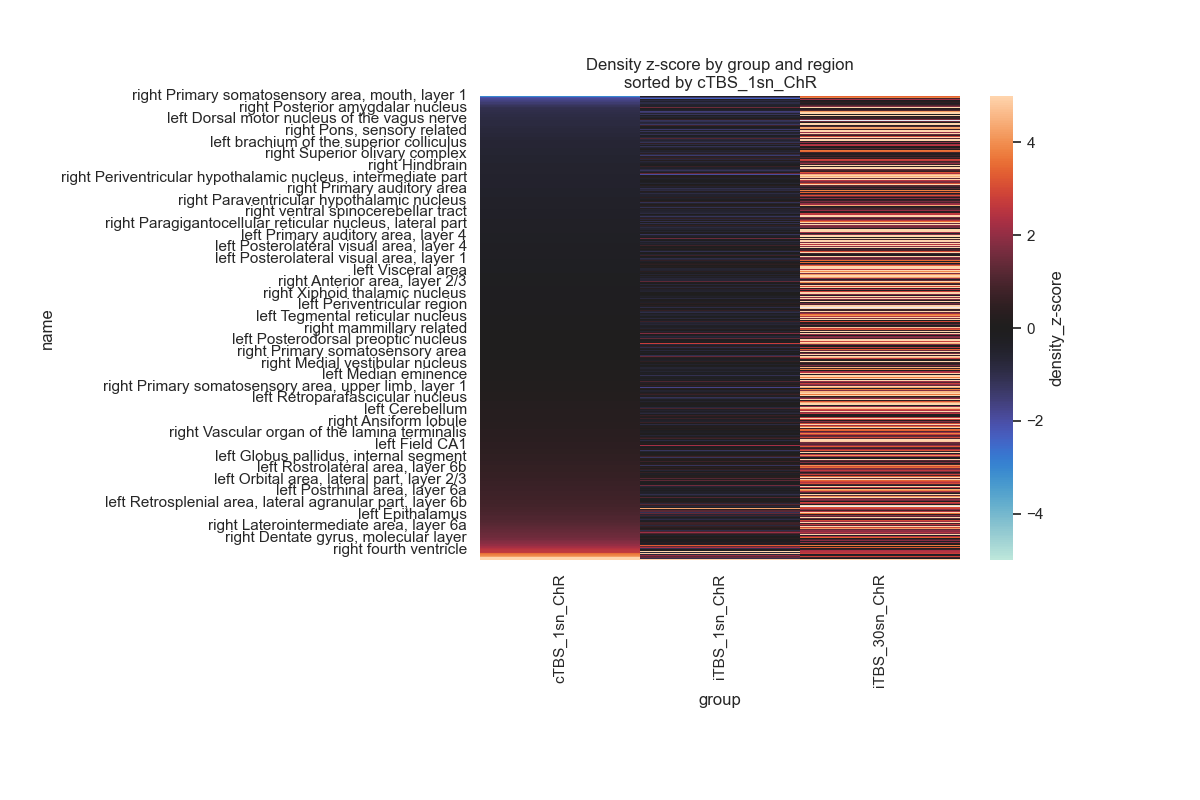 Density z-score by group and region
sorted by cTBS_1sn_ChR
right Primary somatosensory area, mouth, layer 1
right Posterior amygdalar nucleus
left Dorsal motor nucleus of the vagus nerve
right Pons, sensory related
left brachium of the superior colliculus
right Superior olivary complex
right Hindbrain
right Periventricular hypothalamic nucleus, intermediate part
right Primary auditory area
right Paraventricular hypothalamic nucleus
right ventral spinocerebellar tract
right Paragigantocellular reticular nucleus, lateral part
left Primary auditory area, layer 4
left Posterolateral visual area, layer 4
left Posterolateral visual area, layer 1
left Visceral area
right Anterior area, layer 2/3
right Xiphoid thalamic nucleus
left Periventricular region
left Tegmental reticular nucleus
right mammillary related
left Posterodorsal preoptic nucleus
right Primary somatosensory area
right Medial vestibular nucleus
left Median eminence
right Primary somatosensory area, upper limb, layer 1
left Retroparafascicular nucleus
left Cerebellum
right Ansiform lobule
right Vascular organ of the lamina terminalis
left Field CA1
left Globus pallidus, internal segment
left Rostrolateral area, layer 6b
left Orbital area, lateral part, layer 2/3
left Postrhinal area, layer 6a
left Retrosplenial area, lateral agranular part, layer 6b
left Epithalamus
right Laterointermediate area, layer 6a
right Dentate gyrus, molecular layer
right fourth ventricle
name
cTBS_1sn_ChR
iTBS_1sn_ChR
iTBS_30sn_ChR
group
4
2
0
−2
−4
density_z-score